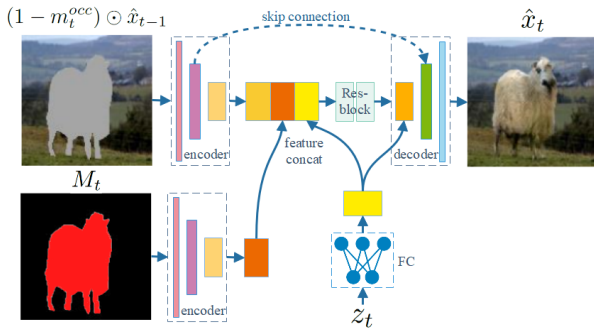 (1 − m_t^{occ}) ⊙ x̂_{t−1}
skip connection
x̂_t
encoder
Res-
block
decoder
feature
concat
M_t
encoder
FC
z_t